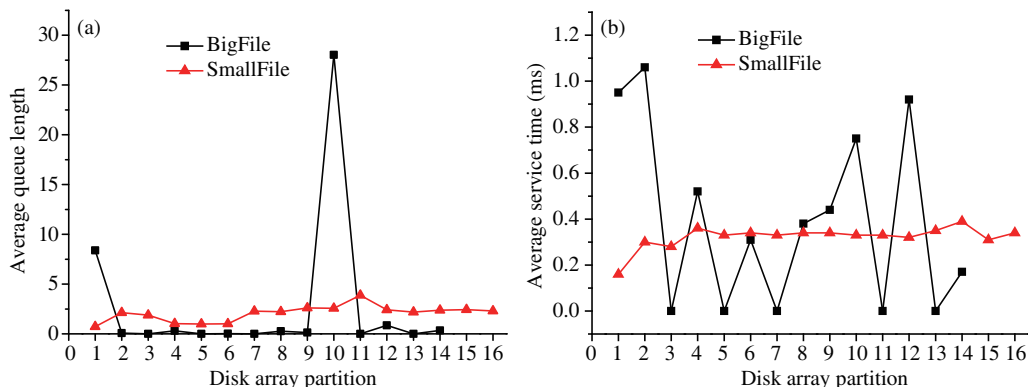 (a)
BigFile
SmallFile
Average queue length
30
25
20
15
10
5
0
0 1 2 3 4 5 6 7 8 9 10 11 12 13 14 15 16
Disk array partition
(b)
BigFile
SmallFile
Average service time (ms)
1.2
1.0
0.8
0.6
0.4
0.2
0.0
0 1 2 3 4 5 6 7 8 9 10 11 12 13 14 15 16
Disk array partition